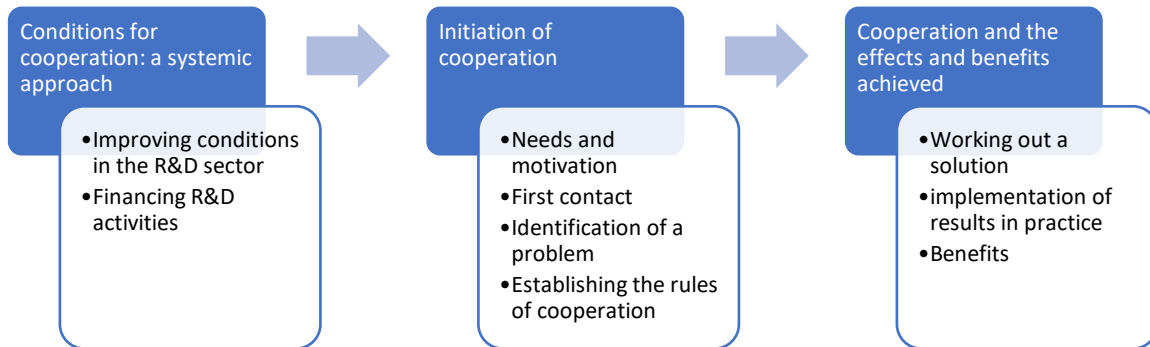 Conditions for
cooperation: a systemic
approach
•Improving conditions
in the R&D sector
•Financing R&D
activities
Initiation of
cooperation
•Needs and
motivation
•First contact
•Identification of a
problem
•Establishing the rules
of cooperation
Cooperation and the
effects and benefits
achieved
•Working out a
solution
•implementation of
results in practice
•Benefits